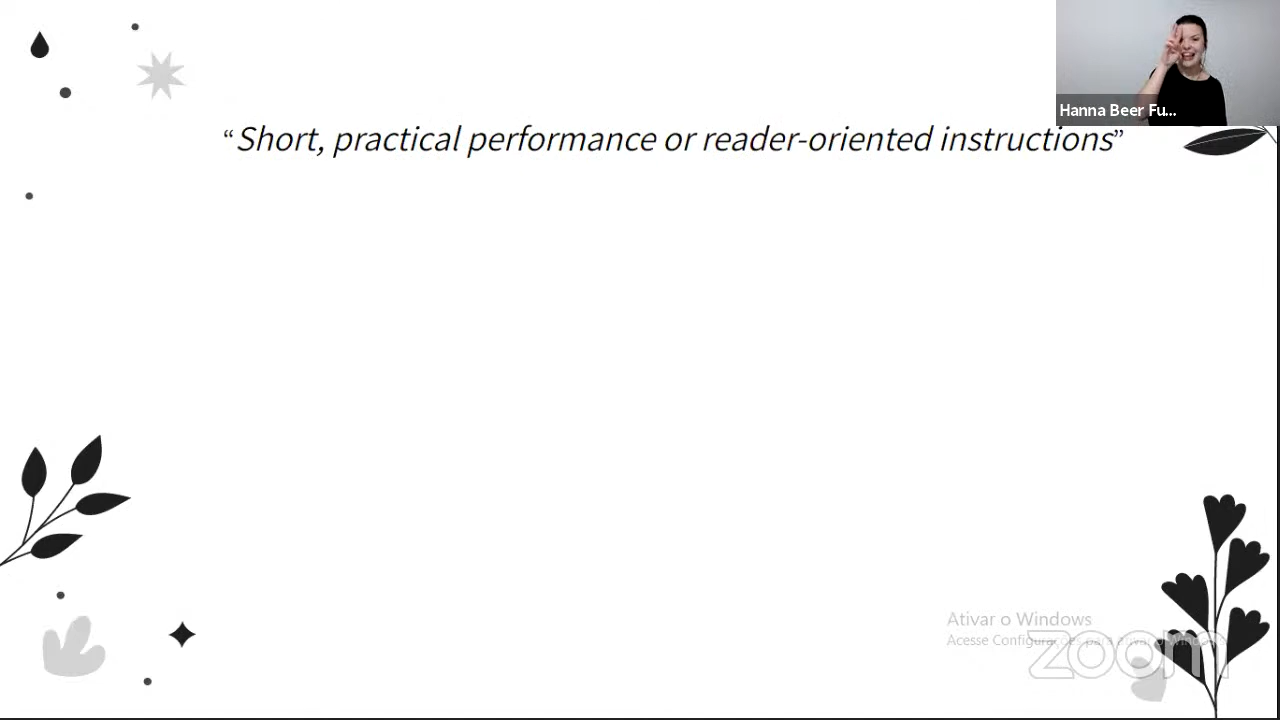 Hanna Beer Fu...
“Short, practical performance or reader-oriented instructions”
Ativar o Windows
Acesse Configurações para ativar o Windows.
zoom